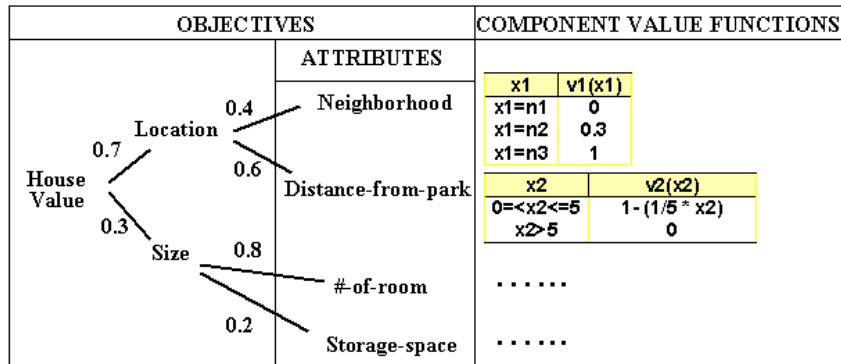 OBJECTIVES
COMPONENT VALUE FUNCTIONS
ATTRIBUTES
x1 v1(x1)
x1=n1 0
x1=n2 0.3
x1=n3 1
0.4
Neighborhood
Location
0.7
0.6
House
Value
Distance-from-park
x2 v2(x2)
0=<x2<=5 1-(1/5 * x2)
x2>5 0
0.3
Size
0.8
#-of-room
......
0.2
Storage-space
......